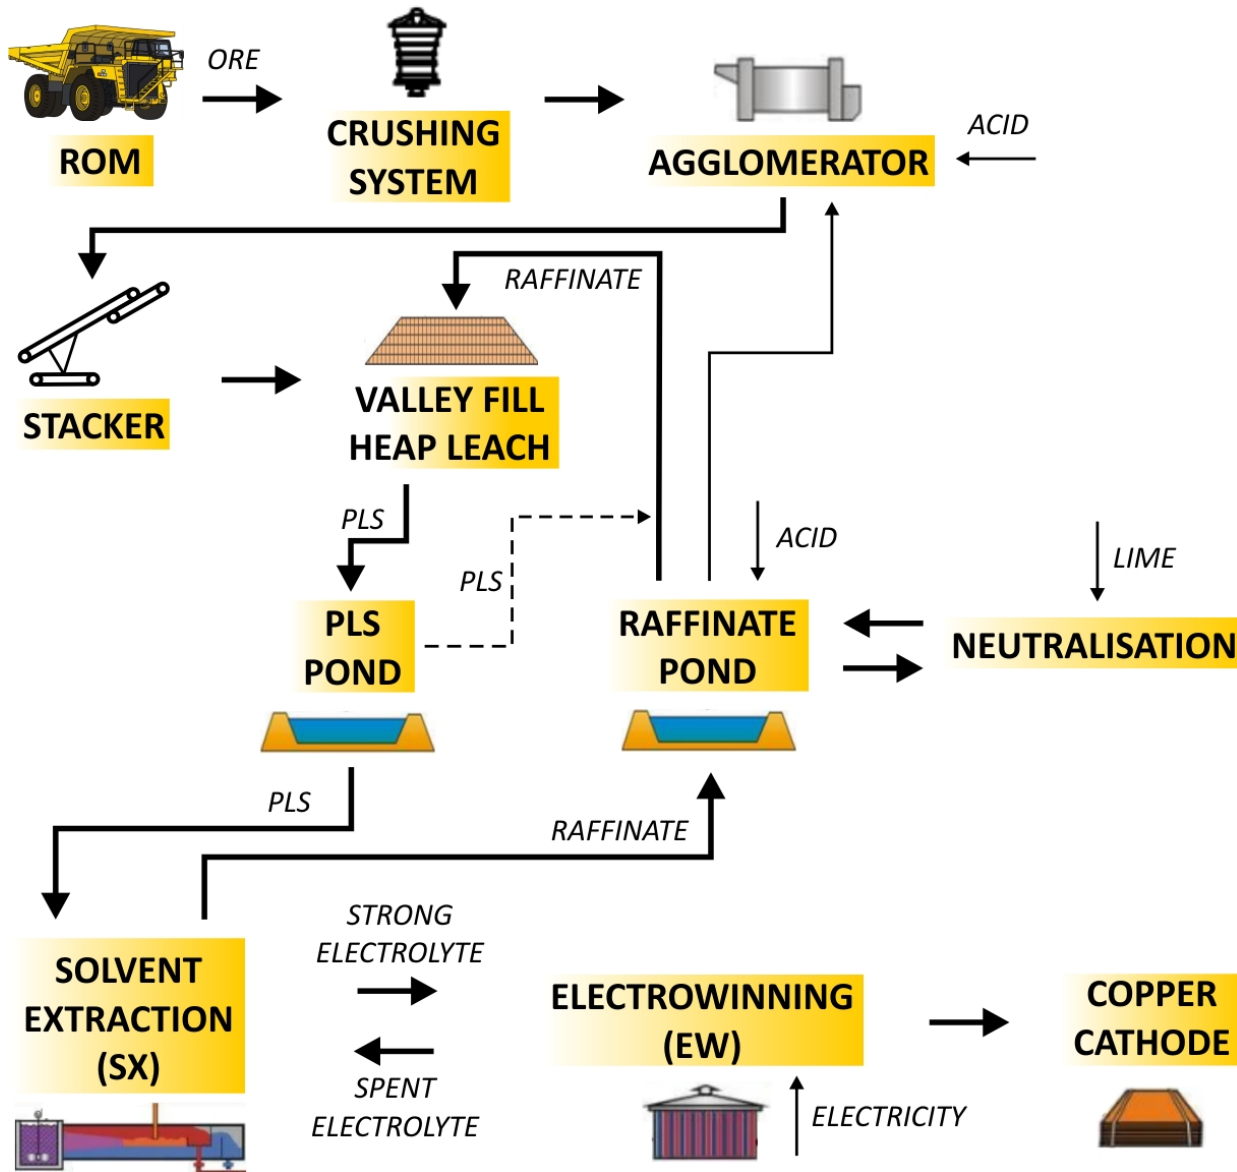 ORE
ROM
CRUSHING
SYSTEM
AGGLOMERATOR
ACID
RAFFINATE
STACKER
VALLEY FILL
HEAP LEACH
PLS
PLS
ACID
LIME
PLS
POND
RAFFINATE
POND
NEUTRALISATION
PLS
RAFFINATE
STRONG
ELECTROLYTE
SOLVENT
EXTRACTION
(SX)
SPENT
ELECTROLYTE
ELECTROWINNING
(EW)
ELECTRICITY
COPPER
CATHODE